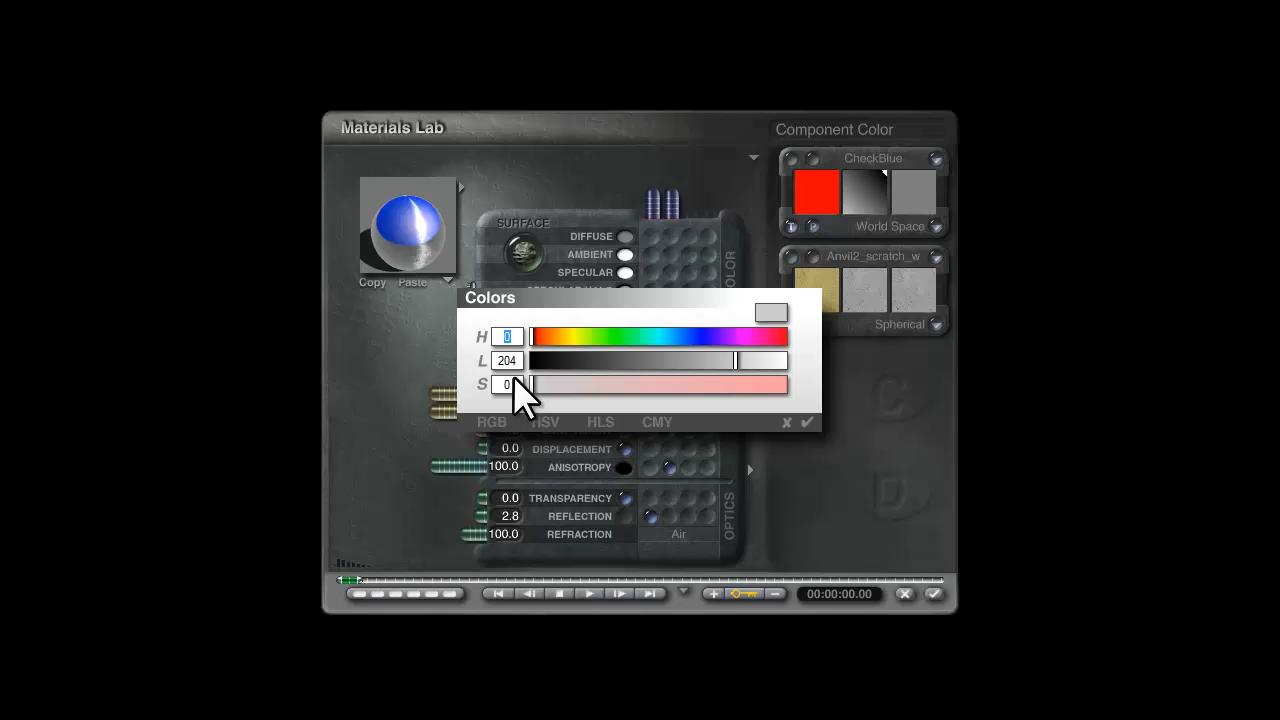 Materials Lab
Component Color
CheckBlue
World Space
Anvil2_scratch_w
Spherical
Copy Paste
SURFACE
DIFFUSE
AMBIENT
SPECULAR
Colors
H 0
L 204
S 0
RGB HSV HLS CMY
0.0 DISPLACEMENT
100.0 ANISOTROPY
0.0 TRANSPARENCY
2.8 REFLECTION
100.0 REFRACTION
Air
OPTICS
C
D
00:00:00.00